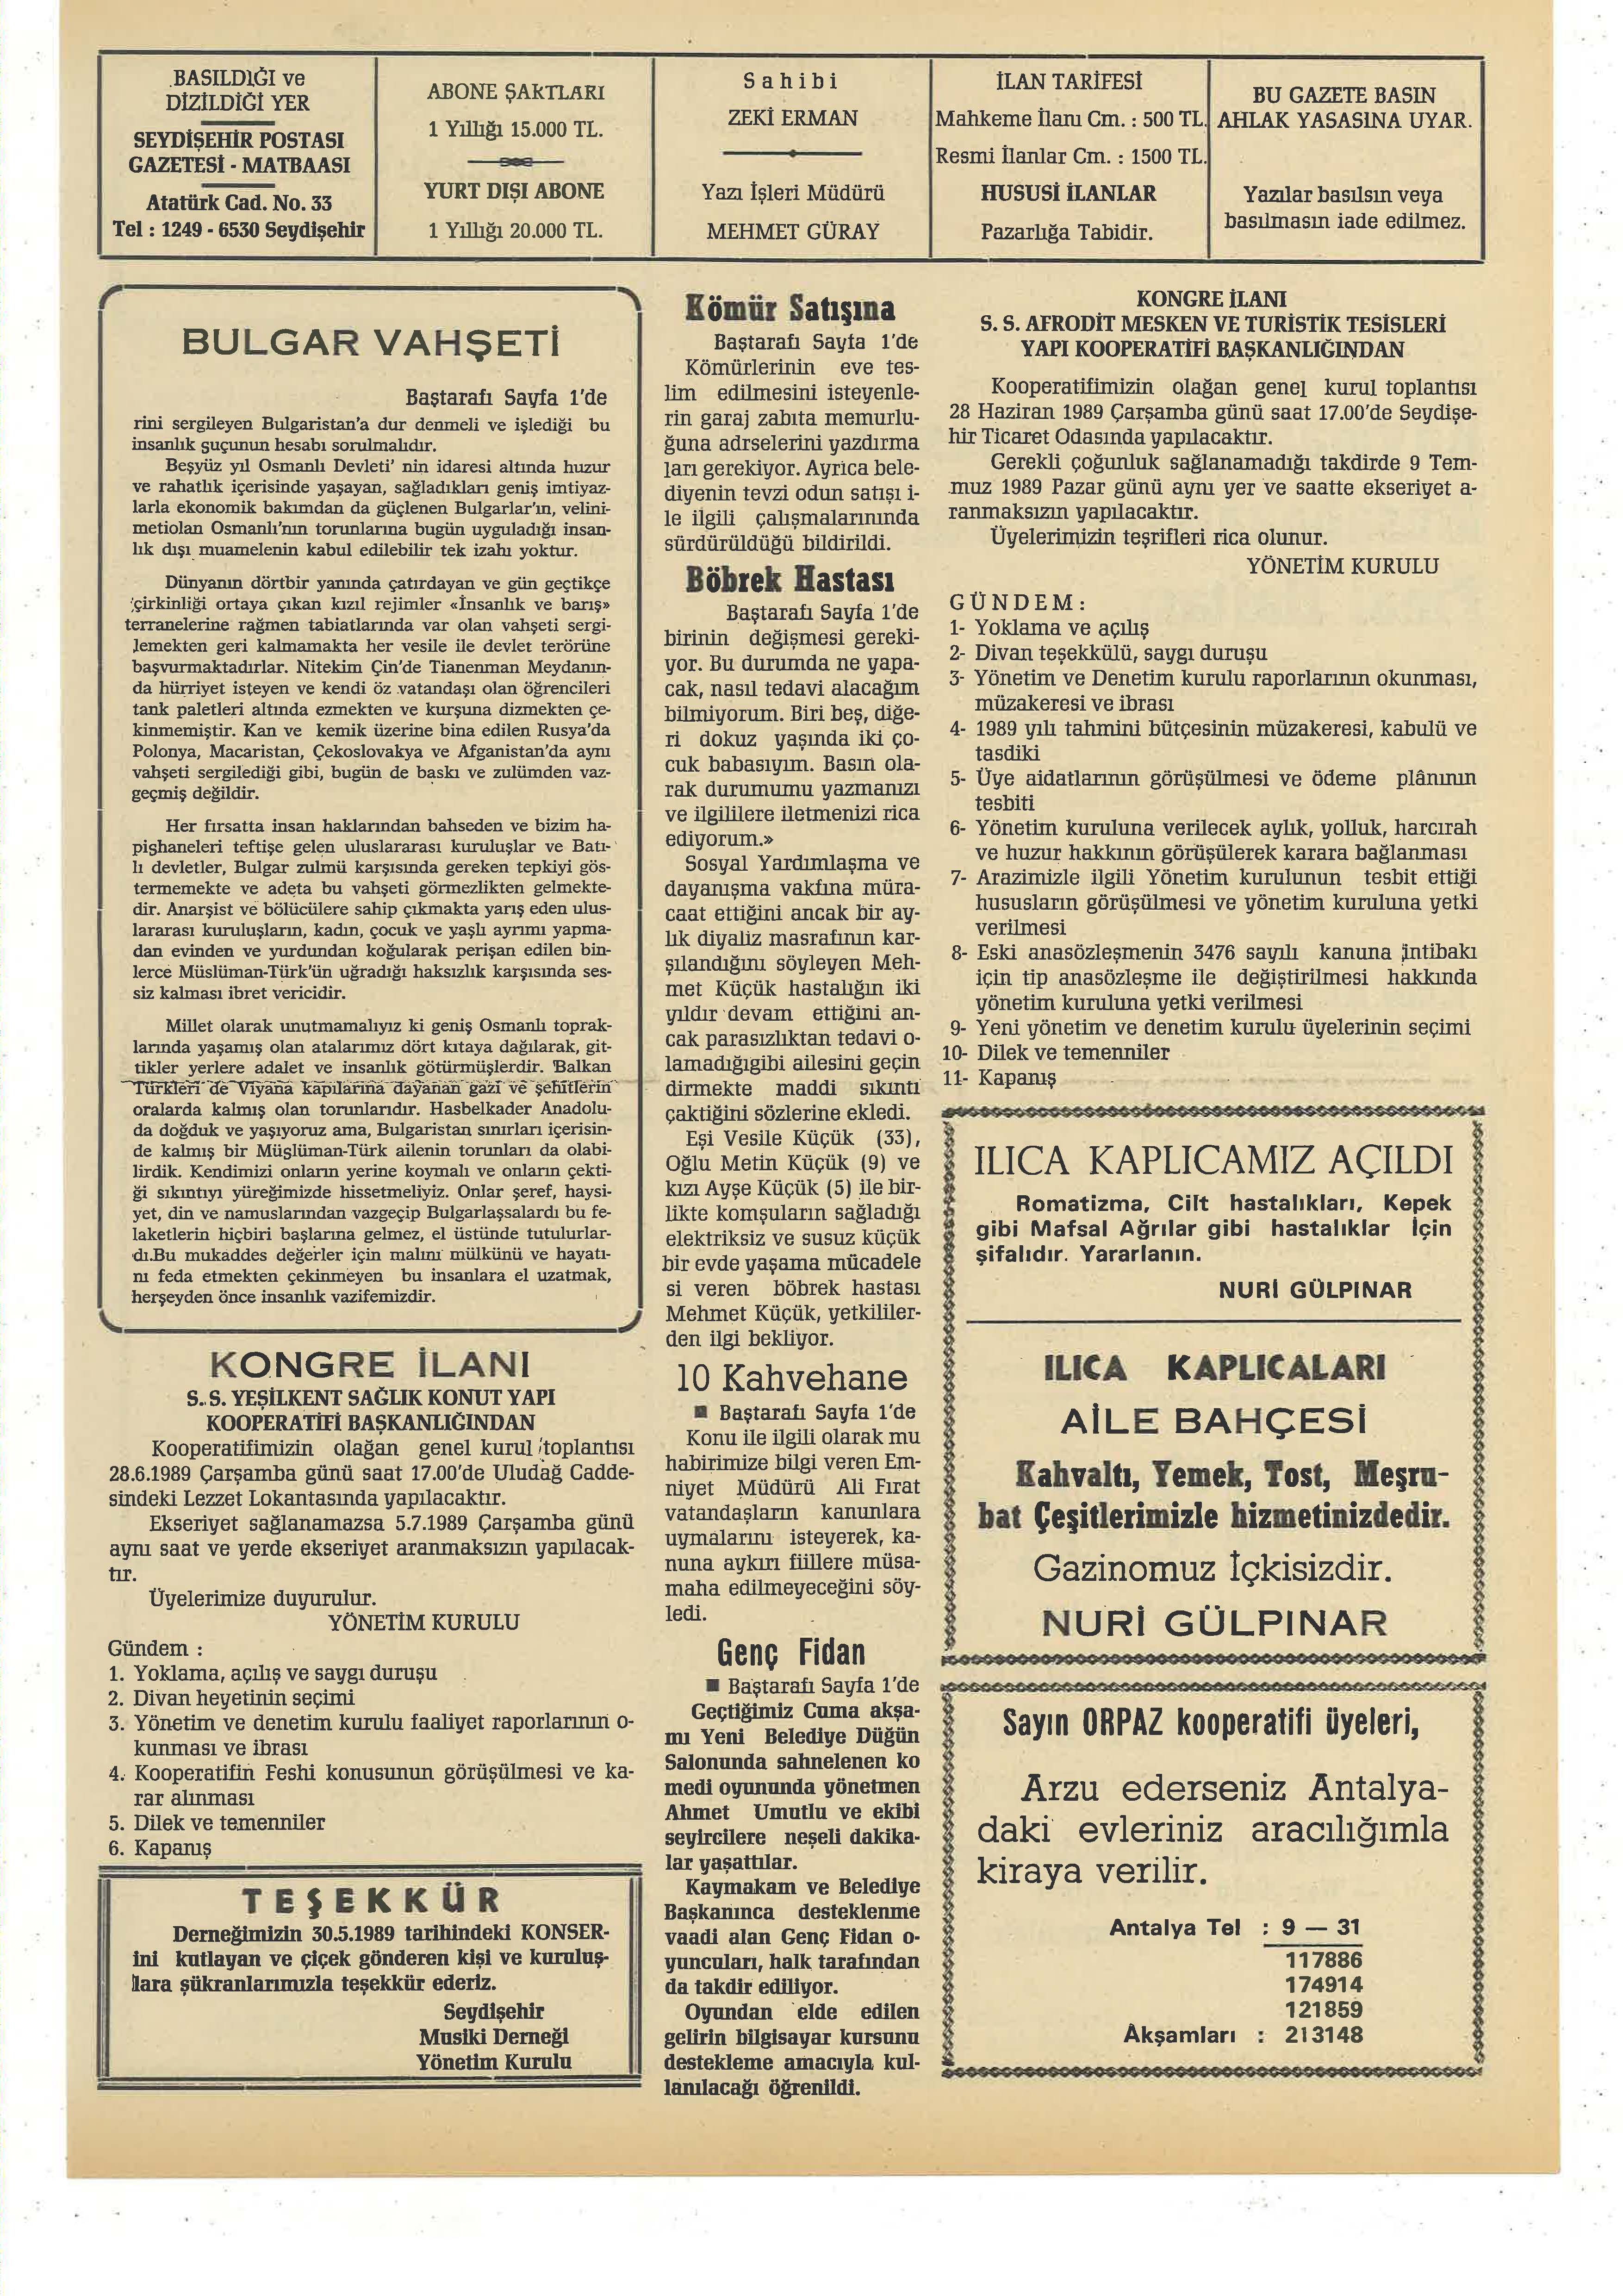 BASILDIĞI ve
DİZİLDİĞİ YER
SEYDİŞEHİR POSTASI
GAZETESİ - MATBAASI
Atatürk Cad. No. 33
Tel : 1249 - 6530 Seydişehir
ABONE ŞARTLARI
1 Yıllığı 15.000 TL.
YURT DIŞI ABONE
1 Yıllığı 20.000 TL.
Sahibi
ZEKİ ERMAN
Yazı İşleri Müdürü
MEHMET GÜRAY
İLAN TARİFESİ
Mahkeme İlanı Cm. : 500 TL.
Resmi İlanlar Cm. : 1500 TL.
HUSUSİ İLANLAR
Pazarlığa Tabidir.
BU GAZETE BASIN
AHLAK YASASINA UYAR.
Yazılar basılsın veya
basılmasın iade edilmez.
BULGAR VAHŞETİ
Baştarafı Sayfa 1'de
rini sergileyen Bulgaristan'a dur denmeli ve işlediği bu
insanlık suçunun hesabı sorulmalıdır.
Beşyüz yıl Osmanlı Devleti' nin idaresi altında huzur
ve rahatlık içerisinde yaşayan, sağladıkları geniş imtiyaz-
larla ekonomik bakımdan da güçlenen Bulgarlar'ın, velini-
metiolan Osmanlı'nın torunlarına bugün uyguladığı insan-
lık dışı muamelenin kabul edilebilir tek izahı yoktur.
Dünyanın dörtbir yanında çatırdayan ve gün geçtikçe
çirkinliği ortaya çıkan kızıl rejimler «İnsanlık ve barış»
terranelerine rağmen tabiatlarında var olan vahşeti sergi-
lemekten geri kalmamakta her vesile ile devlet terörüne
başvurmaktadırlar. Nitekim Çin'de Tianenman Meydanın-
da hürriyet isteyen ve kendi öz vatandaşı olan öğrencileri
tank paletleri altında ezmekten ve kurşuna dizmekten çe-
kinmemiştir. Kan ve kemik üzerine bina edilen Rusya'da
Polonya, Macaristan, Çekoslovakya ve Afganistan'da aynı
vahşeti sergilediği gibi, bugün de baskı ve zulümden vaz-
geçmiş değildir.
Her fırsatta insan haklarından bahseden ve bizim ha-
pishaneleri teftişe gelen uluslararası kuruluşlar ve Batı-
lı devletler, Bulgar zulmü karşısında gereken tepkiyi gös-
termemekte ve adeta bu vahşeti görmezlikten gelmekte-
dir. Anarşist ve bölücülere sahip çıkmakta yarış eden ulus-
lararası kuruluşların, kadın, çocuk ve yaşlı ayrımı yapma-
dan evinden ve yurdundan koğularak perişan edilen bin-
lerce Müslüman-Türk'ün uğradığı haksızlık karşısında ses-
siz kalması ibret vericidir.
Millet olarak unutmamalıyız ki geniş Osmanlı toprak-
larında yaşamış olan atalarımız dört kıtaya dağılarak, git-
tikler yerlere adalet ve insanlık götürmüşlerdir. Balkan
Türkleri de Viyana kapılarına dayanan gazi ve şehitlerin
oralarda kalmış olan torunlarıdır. Hasbelkader Anadolu-
da doğduk ve yaşıyoruz ama, Bulgaristan sınırları içerisin-
de kalmış bir Müslüman-Türk ailenin torunları da olabi-
lirdik. Kendimizi onların yerine koymalı ve onların çekti-
ği sıkıntıyı yüreğimizde hissetmeliyiz. Onlar şeref, haysi-
yet, din ve namuslarından vazgeçip Bulgarlaşsalardı bu fe-
laketlerin hiçbiri başlarına gelmez, el üstünde tutulurlar-
dı.Bu mukaddes değerler için malını mülkünü ve hayatı-
nı feda etmekten çekinmeyen bu insanlara el uzatmak,
herşeyden önce insanlık vazifemizdir.
KONGRE İLANI
S. S. YEŞİLKENT SAĞLIK KONUT YAPI
KOOPERATİFİ BAŞKANLIĞINDAN
Kooperatifimizin olağan genel kurul toplantısı
28.6.1989 Çarşamba günü saat 17.00'de Uludağ Cadde-
sindeki Lezzet Lokantasında yapılacaktır.
Ekseriyet sağlanamazsa 5.7.1989 Çarşamba günü
aynı saat ve yerde ekseriyet aranmaksızın yapılacak-
tır.
Üyelerimize duyurulur.
YÖNETİM KURULU
Gündem :
1. Yoklama, açılış ve saygı duruşu
2. Divan heyetinin seçimi
3. Yönetim ve denetim kurulu faaliyet raporlarının o-
kunması ve ibrası
4. Kooperatifin Feshi konusunun görüşülmesi ve ka-
rar alınması
5. Dilek ve temenniler
6. Kapanış
TEŞEKKÜR
Derneğimizin 30.5.1989 tarihindeki KONSER-
ini kutlayan ve çiçek gönderen kişi ve kuruluş-
lara şükranlarımızla teşekkür ederiz.
Seydişehir
Musiki Derneği
Yönetim Kurulu
Kömür Satışına
Baştarafı Sayfa 1'de
Kömürlerinin eve tes-
lim edilmesini isteyenle-
rin garaj zabıta memurlu-
ğuna adrselerini yazdırma
ları gerekiyor. Ayrica bele-
diyenin tevzi odun satışı i-
le ilgili çalışmalarınında
sürdürüldüğü bildirildi.
Böbrek Hastası
Baştarafı Sayfa 1'de
birinin değişmesi gereki-
yor. Bu durumda ne yapa-
cak, nasıl tedavi alacağım
bilmiyorum. Biri beş, diğe-
ri dokuz yaşında iki ço-
cuk babasıyım. Basın ola-
rak durumumu yazmanızı
ve ilgililere iletmenizi rica
ediyorum.»
Sosyal Yardımlaşma ve
dayanışma vakfına müra-
caat ettiğini ancak bir ay-
lık diyaliz masrafının kar-
şılandığını söyleyen Meh-
met Küçük hastalığın iki
yıldır devam ettiğini an-
cak parasızlıktan tedavi o-
lamadığıgibi ailesini geçin
dirmekte maddi sıkıntı
çaktiğini sözlerine ekledi.
Eşi Vesile Küçük (33),
Oğlu Metin Küçük (9) ve
kızı Ayşe Küçük (5) ile bir-
likte komşuların sağladığı
elektriksiz ve susuz küçük
bir evde yaşama mücadele
si veren böbrek hastası
Mehmet Küçük, yetkililer-
den ilgi bekliyor.
10 Kahvehane
■ Baştarafı Sayfa 1'de
Konu ile ilgili olarak mu
habirimize bilgi veren Em-
niyet Müdürü Ali Fırat
vatandaşların kanunlara
uymalarını isteyerek, ka-
nuna aykırı fiillere müsa-
maha edilmeyeceğini söy-
ledi.
Genç Fidan
■ Baştarafı Sayfa 1'de
Geçtiğimiz Cuma akşa-
mı Yeni Belediye Düğün
Salonunda sahnelenen ko
medi oyununda yönetmen
Ahmet Umutlu ve ekibi
seyircilere neşeli dakika-
lar yaşattılar.
Kaymakam ve Belediye
Başkanınca desteklenme
vaadi alan Genç Fidan o-
yuncuları, halk tarafından
da takdir ediliyor.
Oyundan elde edilen
gelirin bilgisayar kursunu
destekleme amacıyla kul-
lanılacağı öğrenildi.
KONGRE İLANI
S. S. AFRODİT MESKEN VE TURİSTİK TESİSLERİ
YAPI KOOPERATİFİ BAŞKANLIĞINDAN
Kooperatifimizin olağan genel kurul toplantısı
28 Haziran 1989 Çarşamba günü saat 17.00'de Seydişe-
hir Ticaret Odasında yapılacaktır.
Gerekli çoğunluk sağlanamadığı takdirde 9 Tem-
muz 1989 Pazar günü aynı yer ve saatte ekseriyet a-
ranmaksızın yapılacaktır.
Üyelerimizin teşrifleri rica olunur.
YÖNETİM KURULU
GÜNDEM :
1- Yoklama ve açılış
2- Divan teşekkülü, saygı duruşu
3- Yönetim ve Denetim kurulu raporlarının okunması,
müzakeresi ve ibrası
4- 1989 yılı tahmini bütçesinin müzakeresi, kabulü ve
tasdiki
5- Üye aidatlarının görüşülmesi ve ödeme plânının
tesbiti
6- Yönetim kuruluna verilecek aylık, yolluk, harcırah
ve huzur hakkının görüşülerek karara bağlanması
7- Arazimizle ilgili Yönetim kurulunun tesbit ettiği
hususların görüşülmesi ve yönetim kuruluna yetki
verilmesi
8- Eski anasözleşmenin 3476 sayılı kanuna intibakı
için tip anasözleşme ile değiştirilmesi hakkında
yönetim kuruluna yetki verilmesi
9- Yeni yönetim ve denetim kurulu üyelerinin seçimi
10- Dilek ve temenniler
11- Kapanış
ILICA KAPLICAMIZ AÇILDI
Romatizma, Cilt hastalıkları, Kepek
gibi Mafsal Ağrılar gibi hastalıklar İçin
şifalıdır. Yararlanın.
NURİ GÜLPINAR
ILICA KAPLICALARI
AİLE BAHÇESİ
Kahvaltı, Yemek, Tost, Meşru-
bat Çeşitlerimizle hizmetinizdedir.
Gazinomuz İçkisizdir.
NURİ GÜLPINAR
Sayın ORPAZ kooperatifi üyeleri,
Arzu ederseniz Antalya-
daki evleriniz aracılığımla
kiraya verilir.
Antalya Tel : 9 — 31
117886
174914
121859
Akşamları : 213148